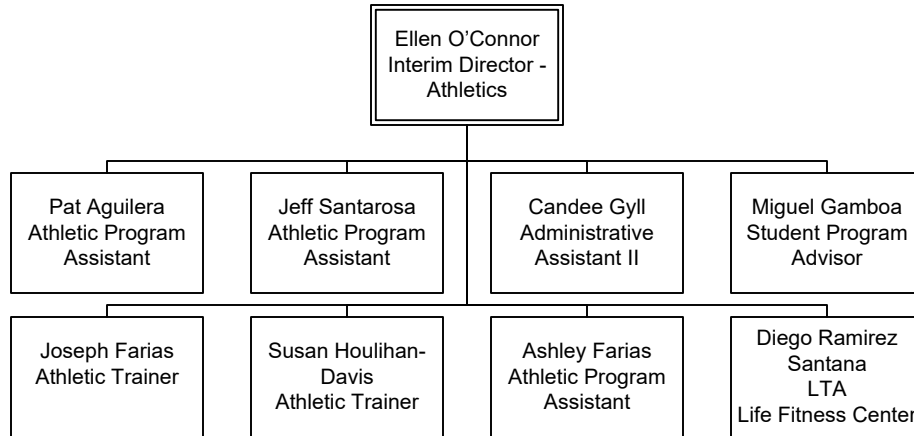 Ellen O’Connor
Interim Director -
Athletics
Pat Aguilera
Athletic Program
Assistant
Jeff Santarosa
Athletic Program
Assistant
Candee Gyll
Administrative
Assistant II
Miguel Gamboa
Student Program
Advisor
Joseph Farias
Athletic Trainer
Susan Houlihan-
Davis
Athletic Trainer
Ashley Farias
Athletic Program
Assistant
Diego Ramirez
Santana
LTA
Life Fitness Center